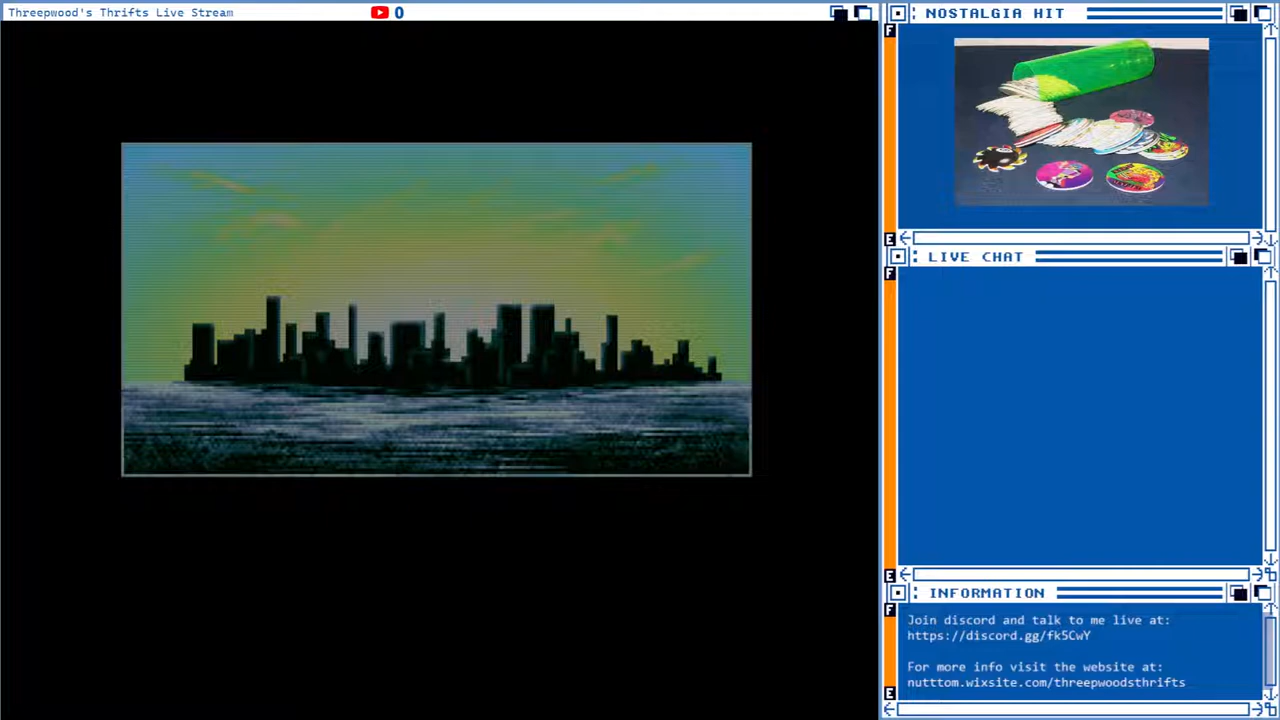 Threepwood's Thrifts Live Stream
0
NOSTALGIA HIT
F
E
LIVE CHAT
F
E
INFORMATION
F
Join discord and talk to me live at:
https://discord.gg/fk5CwY
For more info visit the website at:
nutttom.wixsite.com/threepwoodsthrifts
E